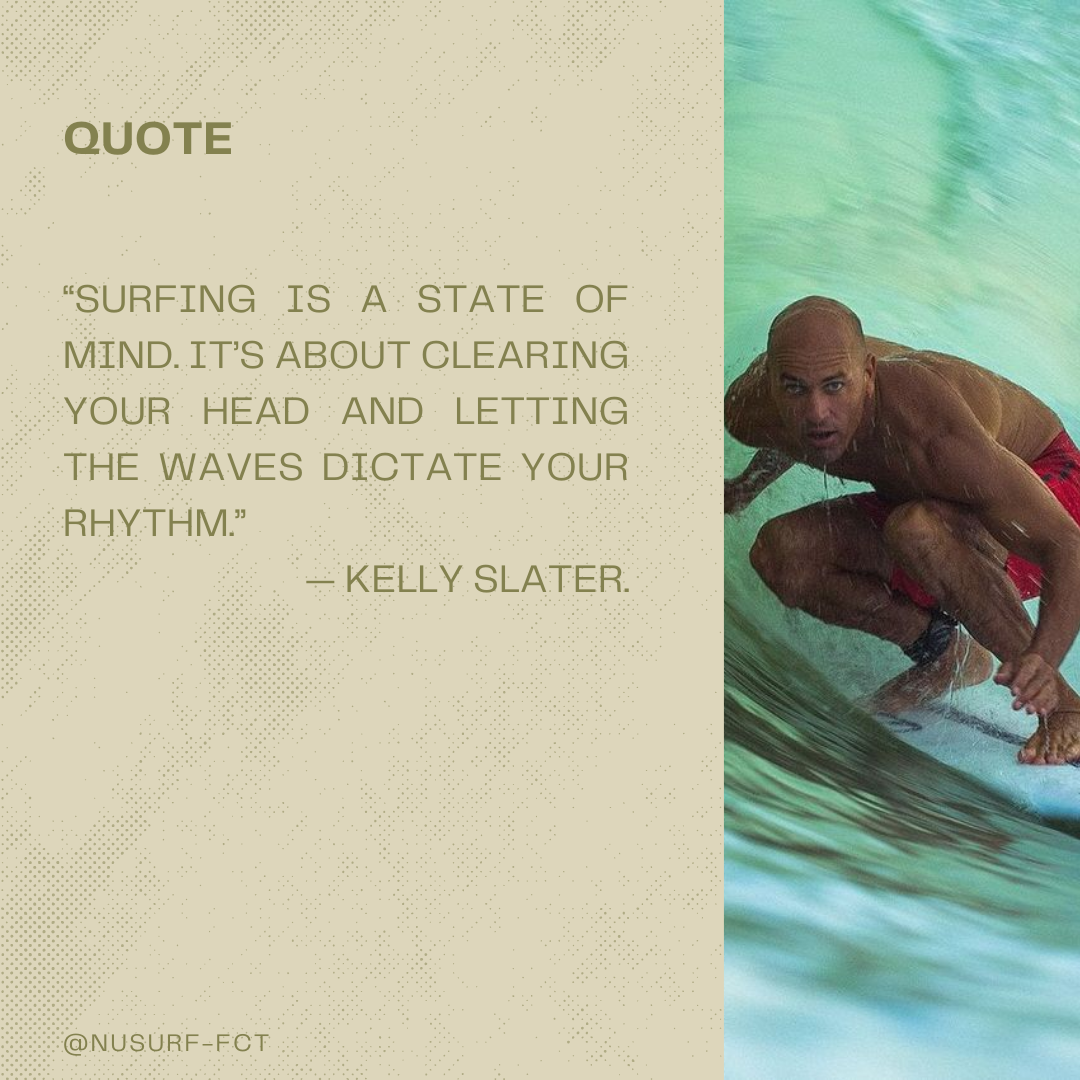 QUOTE
“SURFING IS A STATE OF
MIND. IT’S ABOUT CLEARING
YOUR HEAD AND LETTING
THE WAVES DICTATE YOUR
RHYTHM.”
— KELLY SLATER.
@NUSURF-FCT